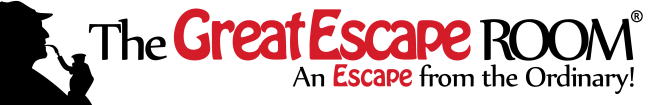 The Great Escape ROOM®
An Escape from the Ordinary!